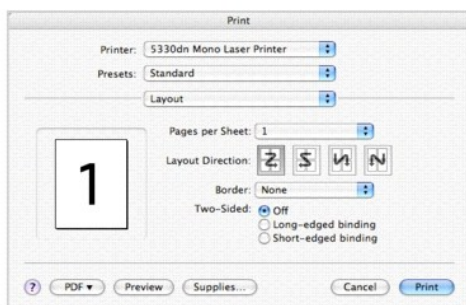 Print
Printer: 5330dn Mono Laser Printer
Presets: Standard
Layout
Pages per Sheet: 1
Layout Direction:
Border: None
Two-Sided: Off
Long-edged binding
Short-edged binding
1
? PDF ▾ Preview Supplies... Cancel Print